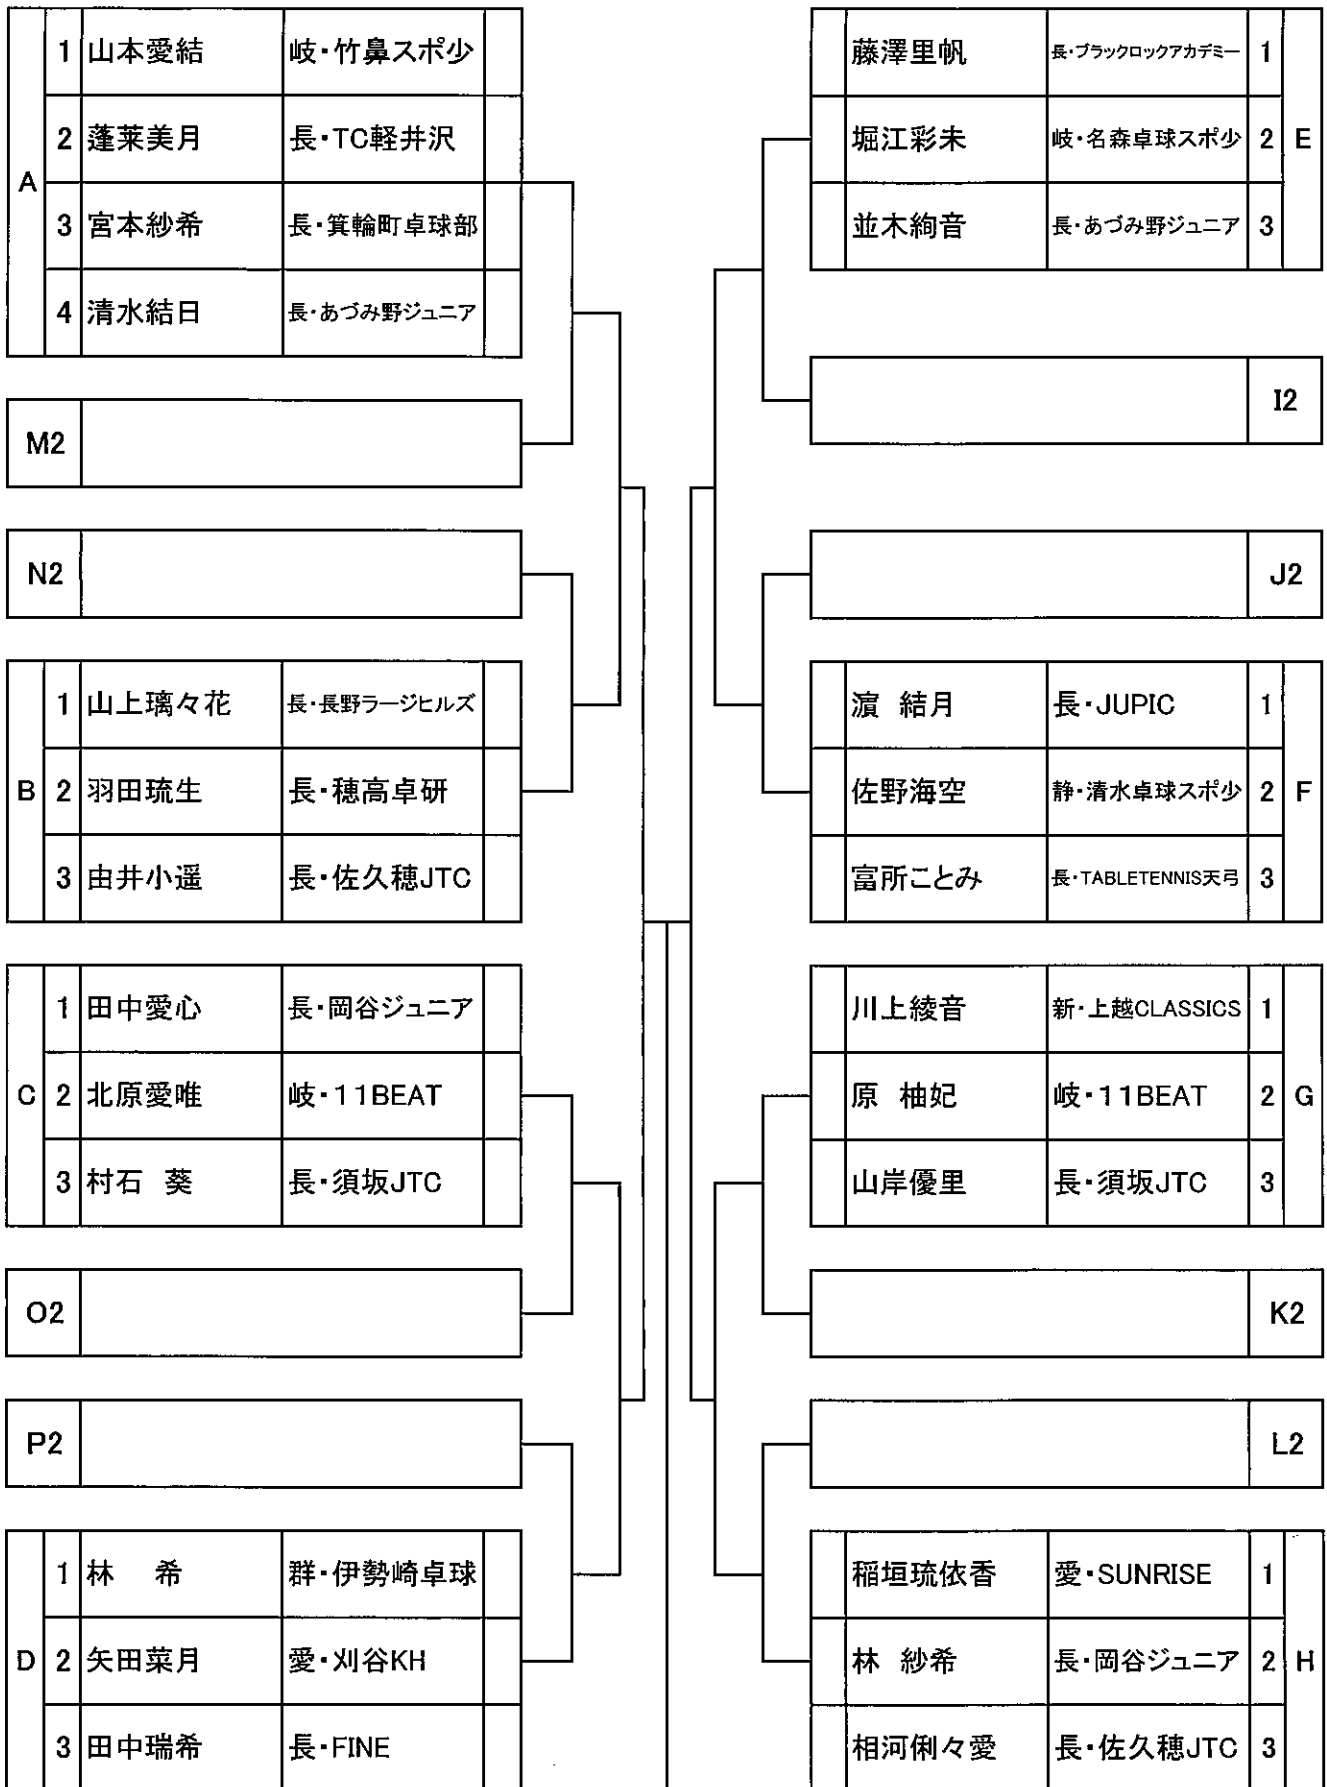 A
1 山本愛結 岐・竹鼻スポ少
2 蓬莱美月 長・TC軽井沢
3 宮本紗希 長・箕輪町卓球部
4 清水結日 長・あづみ野ジュニア
M2
N2
B
1 山上璃々花 長・長野ラージヒルズ
2 羽田琉生 長・穂高卓研
3 由井小遥 長・佐久穂JTC
C
1 田中愛心 長・岡谷ジュニア
2 北原愛唯 岐・11BEAT
3 村石 葵 長・須坂JTC
O2
P2
D
1 林 希 群・伊勢崎卓球
2 矢田菜月 愛・刈谷KH
3 田中瑞希 長・FINE
藤澤里帆 長・ブラックロックアカデミー 1
堀江彩未 岐・名森卓球スポ少 2
並木絢音 長・あづみ野ジュニア 3
E
I2
J2
濵 結月 長・JUPIC 1
佐野海空 静・清水卓球スポ少 2
富所ことみ 長・TABLETENNIS天弓 3
F
川上綾音 新・上越CLASSICS 1
原 柚妃 岐・11BEAT 2
山岸優里 長・須坂JTC 3
G
K2
L2
稲垣琉依香 愛・SUNRISE 1
林 紗希 長・岡谷ジュニア 2
相河俐々愛 長・佐久穂JTC 3
H